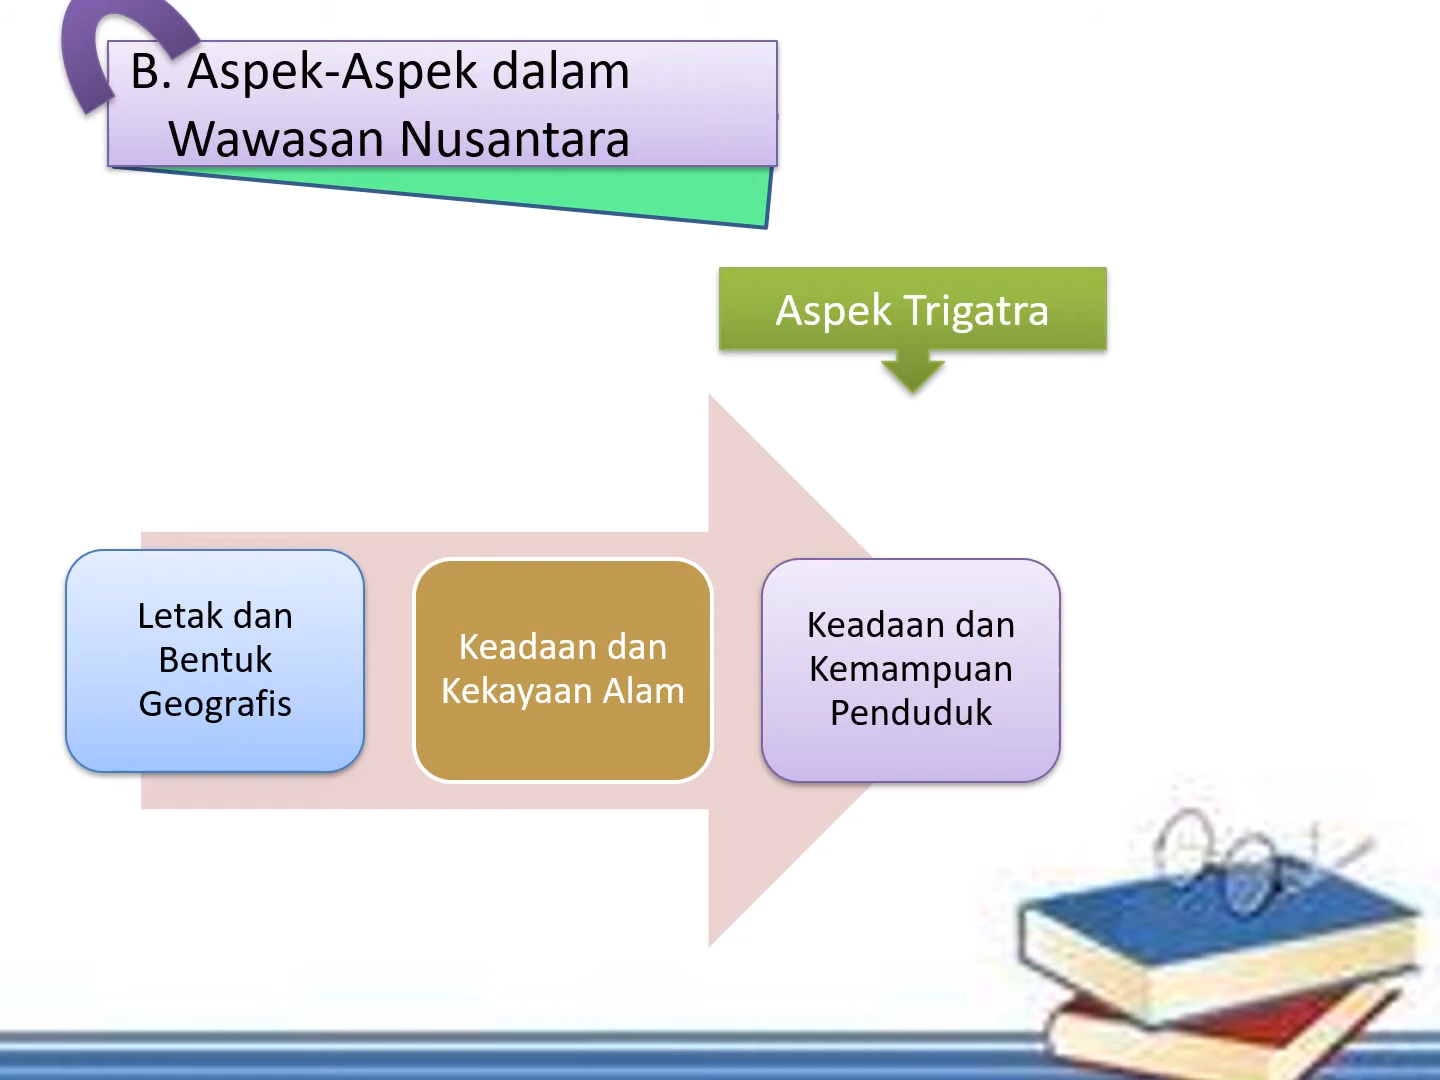 B. Aspek-Aspek dalam
Wawasan Nusantara
Aspek Trigatra
Letak dan
Bentuk
Geografis
Keadaan dan
Kekayaan Alam
Keadaan dan
Kemampuan
Penduduk